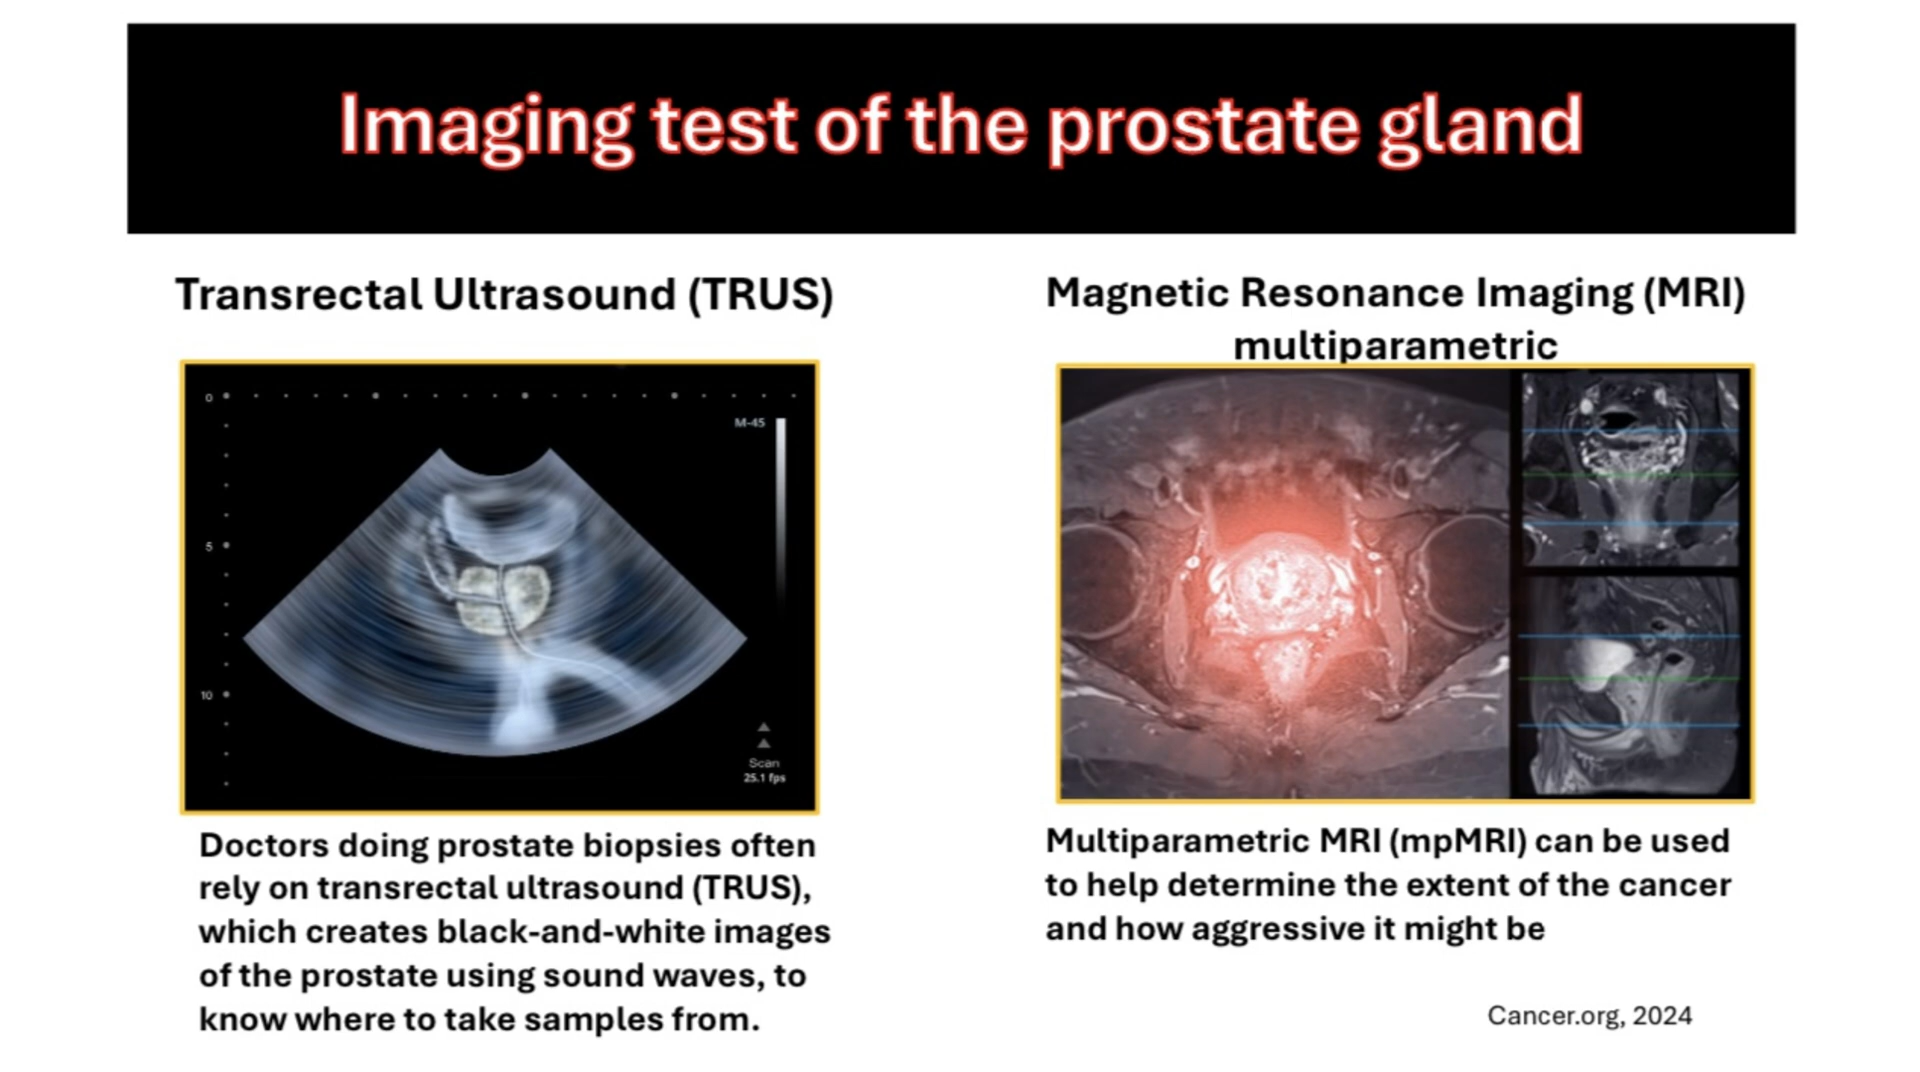 Imaging test of the prostate gland
Transrectal Ultrasound (TRUS)
0
M-45
5
10
Scan
25.1 fps
Doctors doing prostate biopsies often
rely on transrectal ultrasound (TRUS),
which creates black-and-white images
of the prostate using sound waves, to
know where to take samples from.
Magnetic Resonance Imaging (MRI)
multiparametric
Multiparametric MRI (mpMRI) can be used
to help determine the extent of the cancer
and how aggressive it might be
Cancer.org, 2024